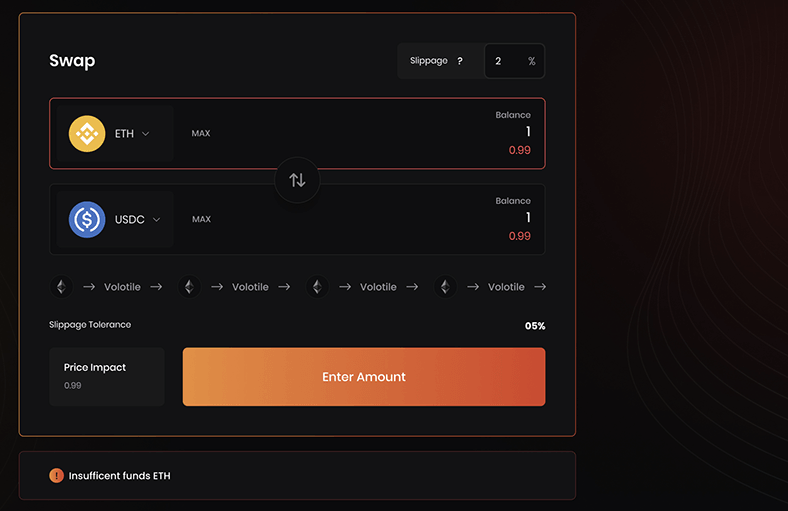 Swap
Slippage ? 2 %
ETH MAX
Balance
1
0.99
USDC MAX
Balance
1
0.99
Volotile Volotile Volotile Volotile
Slippage Tolerance 05%
Price Impact
0.99
Enter Amount
! Insufficent funds ETH